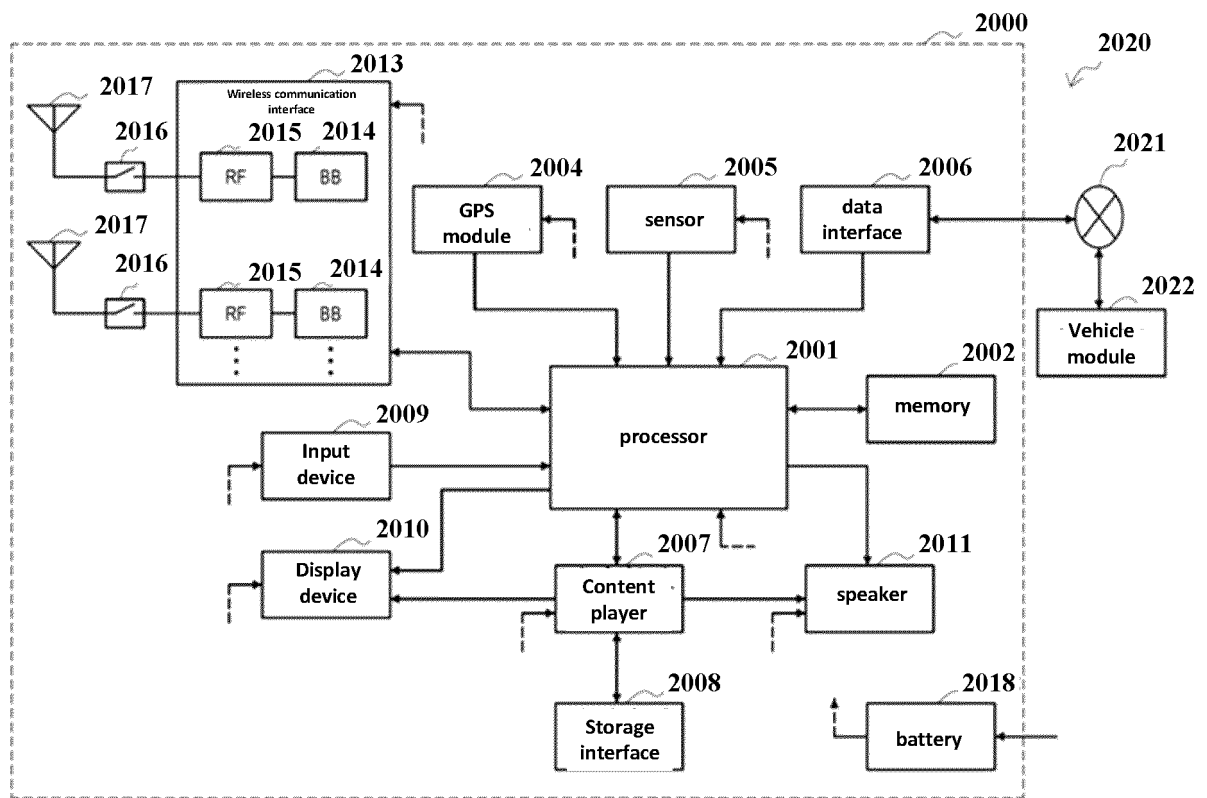 2000
2020
2013
2017
Wireless communication
interface
2016
2015
2014
RF
BB
2004
GPS
module
2005
sensor
2006
data
interface
2021
2017
2016
2015
2014
RF
BB
2022
Vehicle
module
2001
processor
2002
memory
2009
Input
device
2010
Display
device
2007
Content
player
2011
speaker
2008
Storage
interface
2018
battery